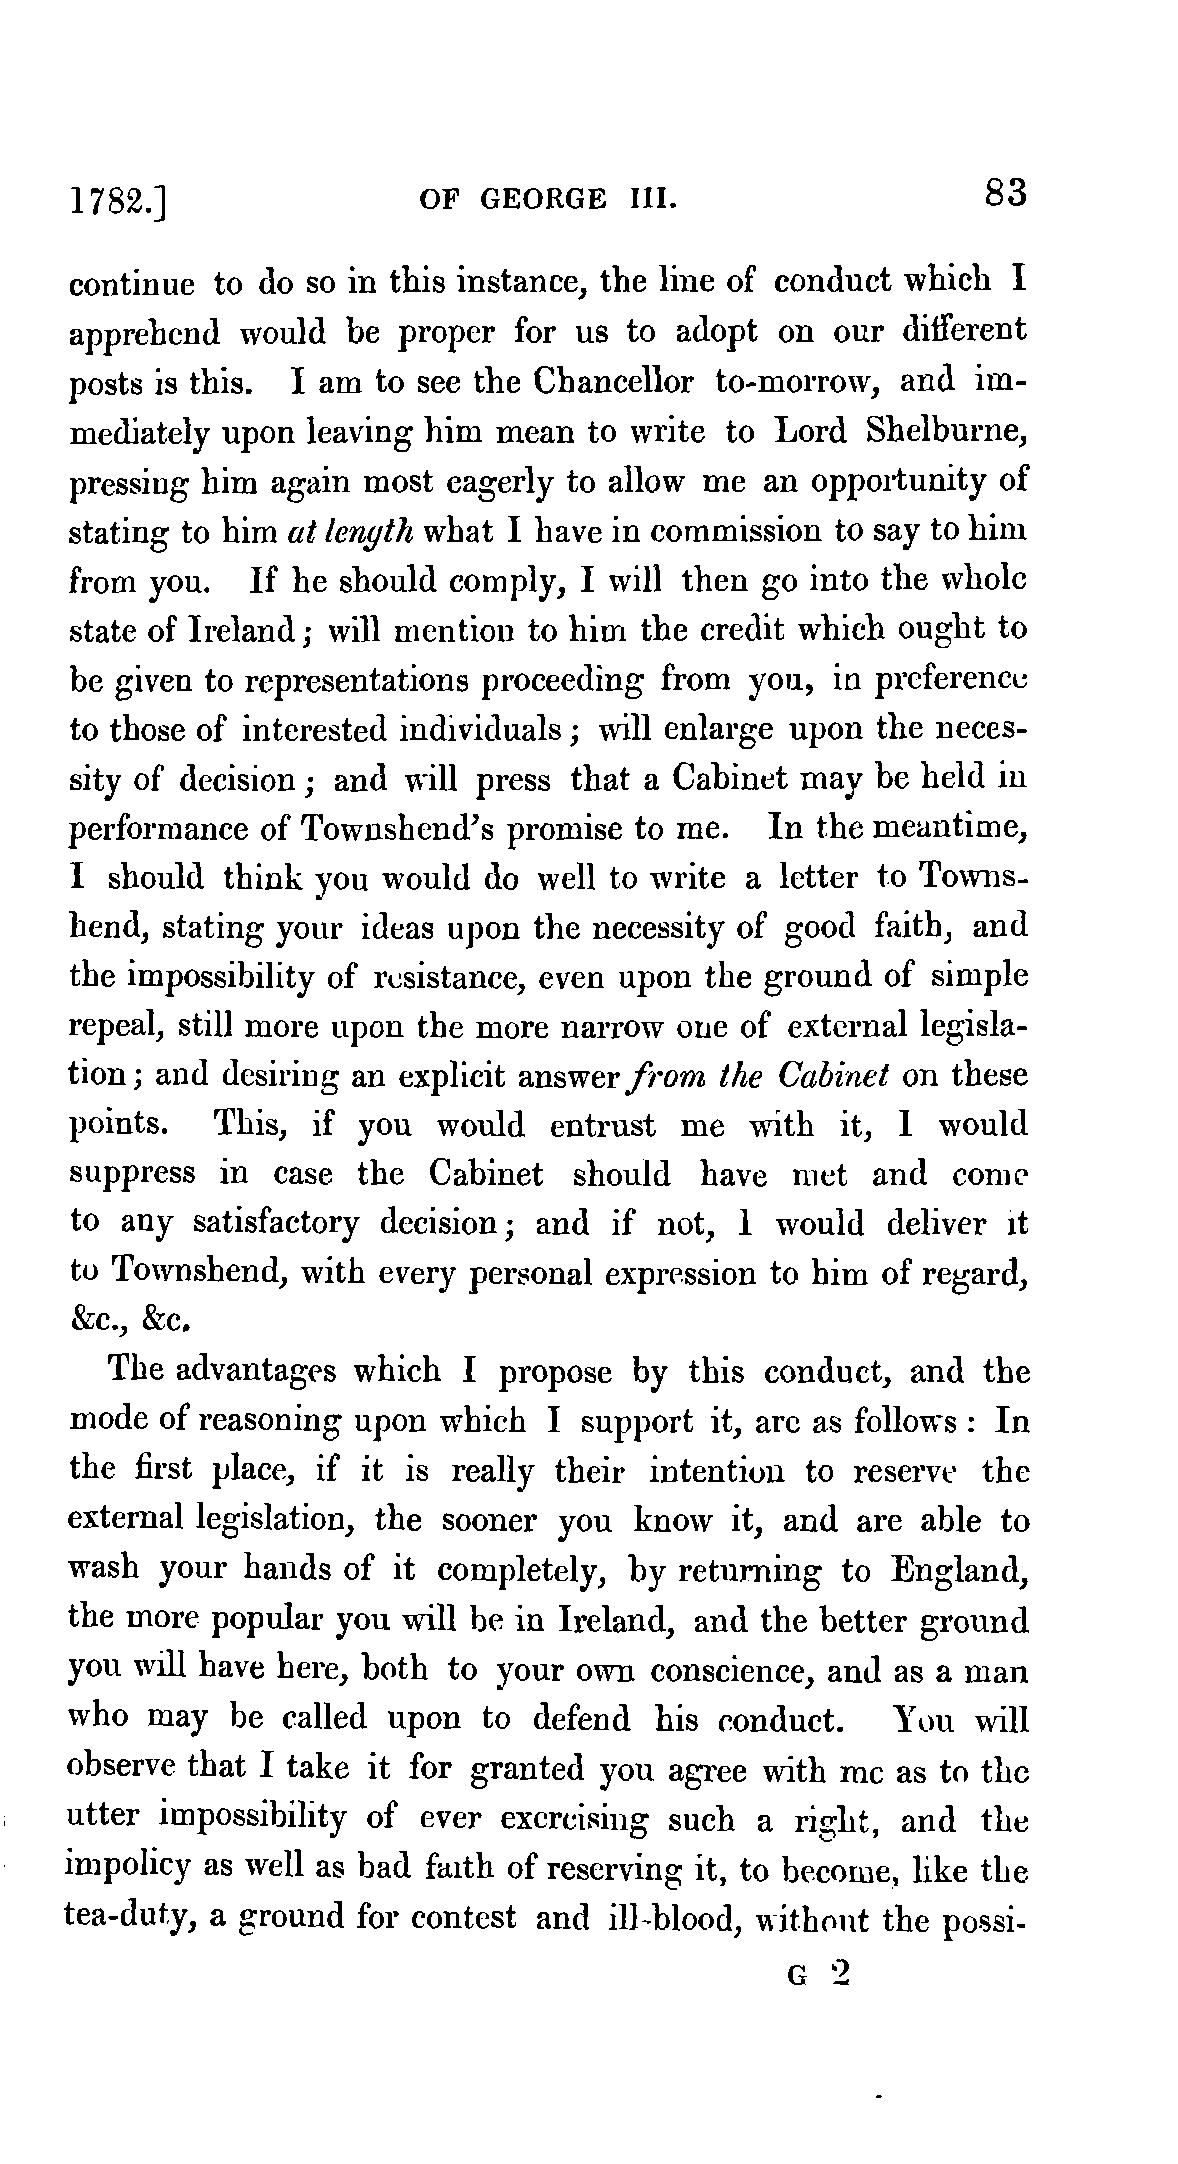 1782.] OF GEORGE III. 83
continue to do so in this instance, the line of conduct which I
apprehend would be proper for us to adopt on our different
posts is this. I am to see the Chancellor to-morrow, and im-
mediately upon leaving him mean to write to Lord Shelburne,
pressing him again most eagerly to allow me an opportunity of
stating to him at length what I have in commission to say to him
from you. If he should comply, I will then go into the whole
state of Ireland; will mention to him the credit which ought to
be given to representations proceeding from you, in preference
to those of interested individuals; will enlarge upon the neces-
sity of decision; and will press that a Cabinet may be held in
performance of Townshend's promise to me. In the meantime,
I should think you would do well to write a letter to Towns-
hend, stating your ideas upon the necessity of good faith, and
the impossibility of resistance, even upon the ground of simple
repeal, still more upon the more narrow one of external legisla-
tion; and desiring an explicit answer from the Cabinet on these
points. This, if you would entrust me with it, I would
suppress in case the Cabinet should have met and come
to any satisfactory decision; and if not, I would deliver it
to Townshend, with every personal expression to him of regard,
&c., &c.
The advantages which I propose by this conduct, and the
mode of reasoning upon which I support it, are as follows: In
the first place, if it is really their intention to reserve the
external legislation, the sooner you know it, and are able to
wash your hands of it completely, by returning to England,
the more popular you will be in Ireland, and the better ground
you will have here, both to your own conscience, and as a man
who may be called upon to defend his conduct. You will
observe that I take it for granted you agree with me as to the
utter impossibility of ever exercising such a right, and the
impolicy as well as bad faith of reserving it, to become, like the
tea-duty, a ground for contest and ill-blood, without the possi-
G 2